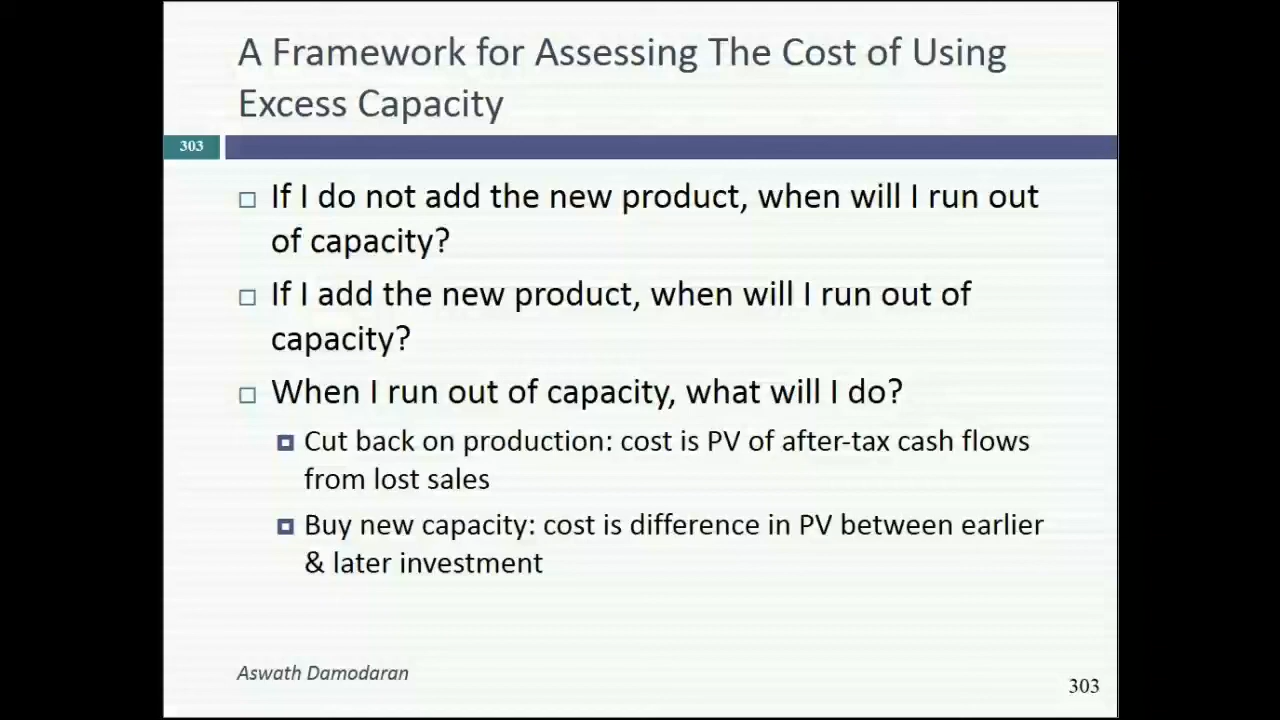 A Framework for Assessing The Cost of Using
Excess Capacity
303
If I do not add the new product, when will I run out
of capacity?
If I add the new product, when will I run out of
capacity?
When I run out of capacity, what will I do?
Cut back on production: cost is PV of after-tax cash flows
from lost sales
Buy new capacity: cost is difference in PV between earlier
& later investment
Aswath Damodaran
303